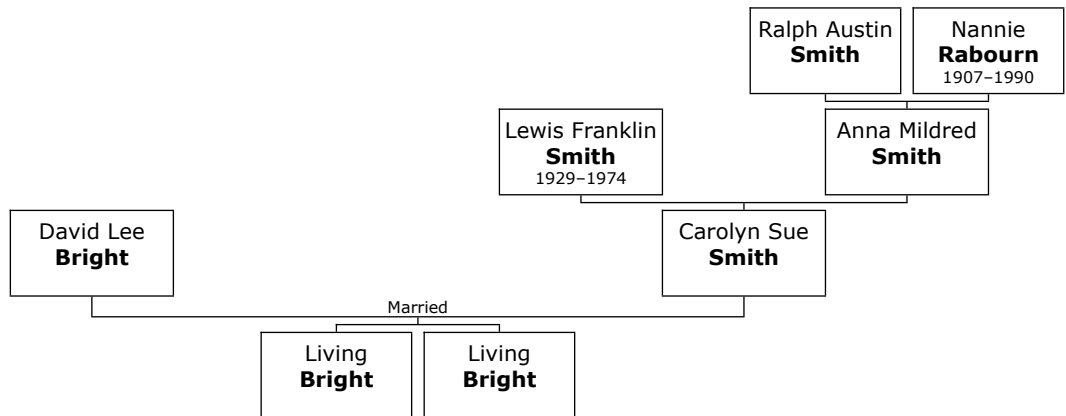 Ralph Austin
Smith
Nannie
Rabourn
1907–1990
Lewis Franklin
Smith
1929–1974
Anna Mildred
Smith
David Lee
Bright
Carolyn Sue
Smith
Married
Living
Bright
Living
Bright